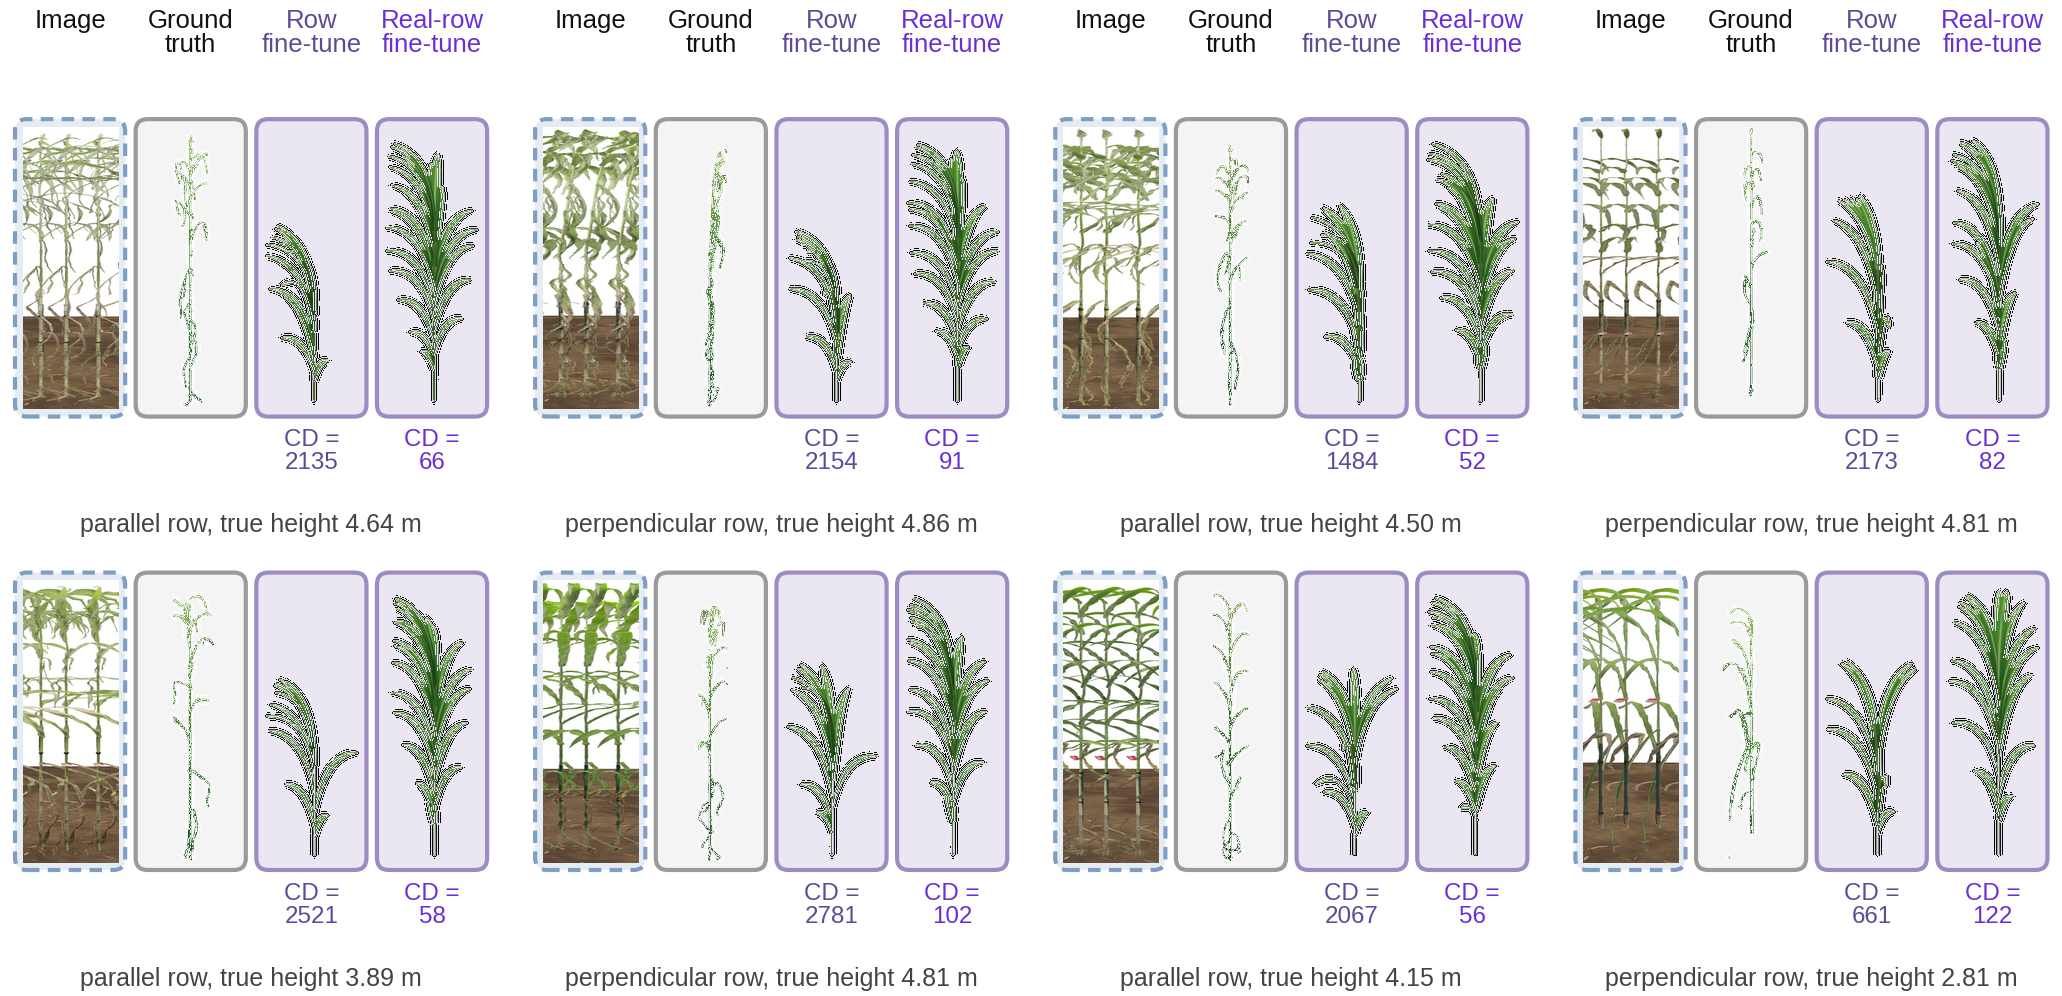 Image
Ground
truth
Row
fine-tune
Real-row
fine-tune
Image
Ground
truth
Row
fine-tune
Real-row
fine-tune
Image
Ground
truth
Row
fine-tune
Real-row
fine-tune
Image
Ground
truth
Row
fine-tune
Real-row
fine-tune
CD =
2135
CD =
66
CD =
2154
CD =
91
CD =
1484
CD =
52
CD =
2173
CD =
82
parallel row, true height 4.64 m
perpendicular row, true height 4.86 m
parallel row, true height 4.50 m
perpendicular row, true height 4.81 m
CD =
2521
CD =
58
CD =
2781
CD =
102
CD =
2067
CD =
56
CD =
661
CD =
122
parallel row, true height 3.89 m
perpendicular row, true height 4.81 m
parallel row, true height 4.15 m
perpendicular row, true height 2.81 m